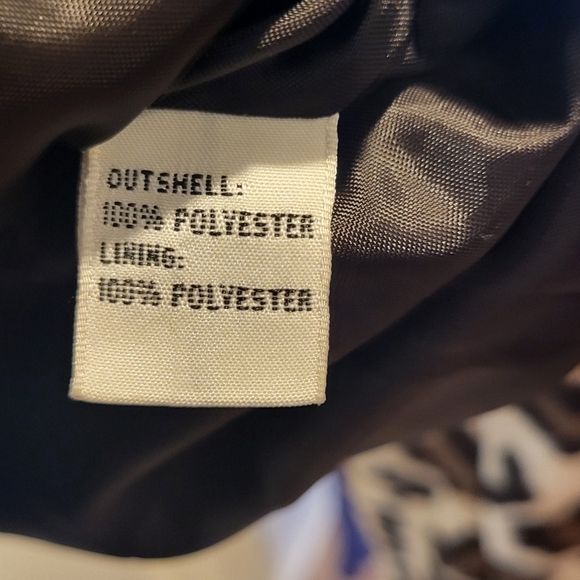 OUTSHELL:
100% POLYESTER
LINING:
100% POLYESTER